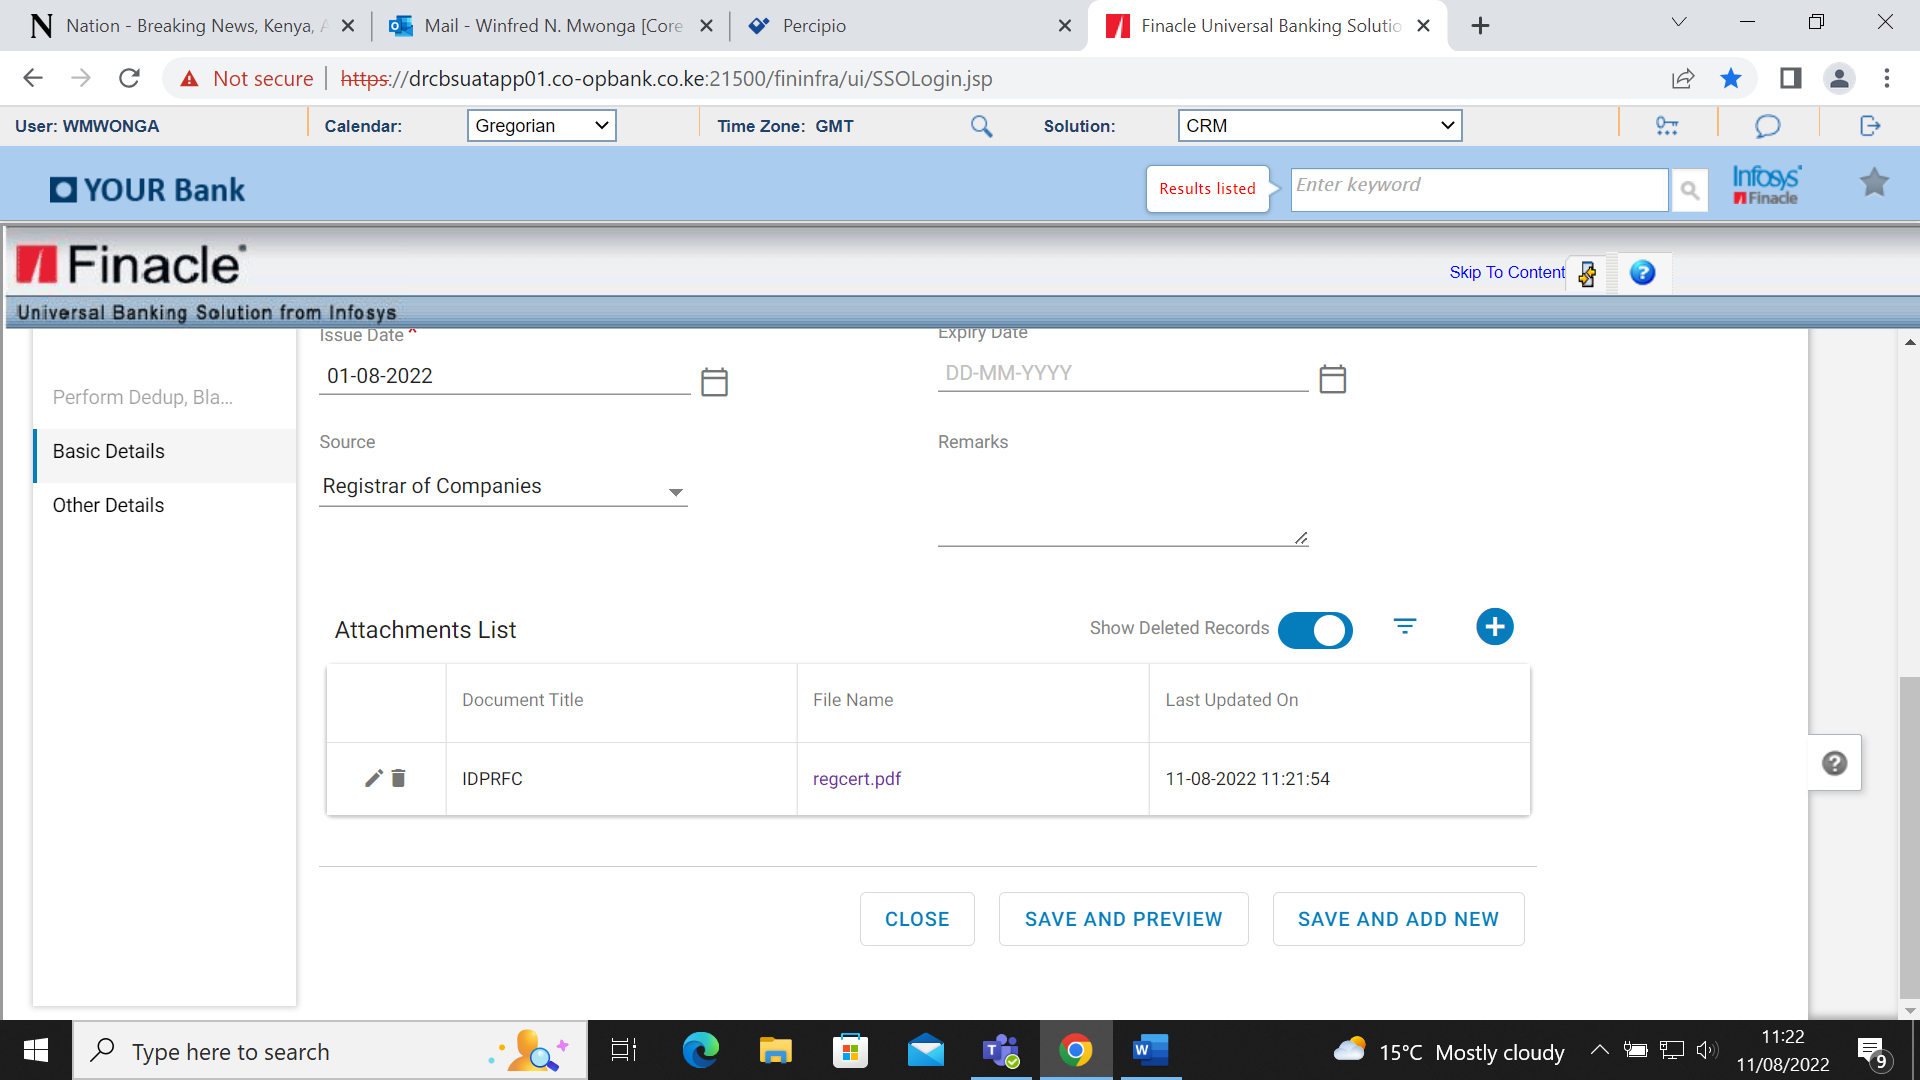 N Nation - Breaking News, Kenya, A
Mail - Winfred N. Mwonga [Core
Percipio
Finacle Universal Banking Solutio
Not secure
https://drcbsuatapp01.co-opbank.co.ke:21500/fininfra/ui/SSOLogin.jsp
User: WMWONGA
Calendar: Gregorian
Time Zone: GMT
Solution: CRM
YOUR Bank
Results listed
Enter keyword
Infosys
Finacle
Finacle
Skip To Content
Universal Banking Solution from Infosys
Issue Date *
Expiry Date
01-08-2022
DD-MM-YYYY
Perform Dedup, Bla...
Basic Details
Other Details
Source
Remarks
Registrar of Companies
Attachments List
Show Deleted Records
Document Title
File Name
Last Updated On
IDPRFC
regcert.pdf
11-08-2022 11:21:54
CLOSE
SAVE AND PREVIEW
SAVE AND ADD NEW
Type here to search
15°C Mostly cloudy
11:22
11/08/2022
9